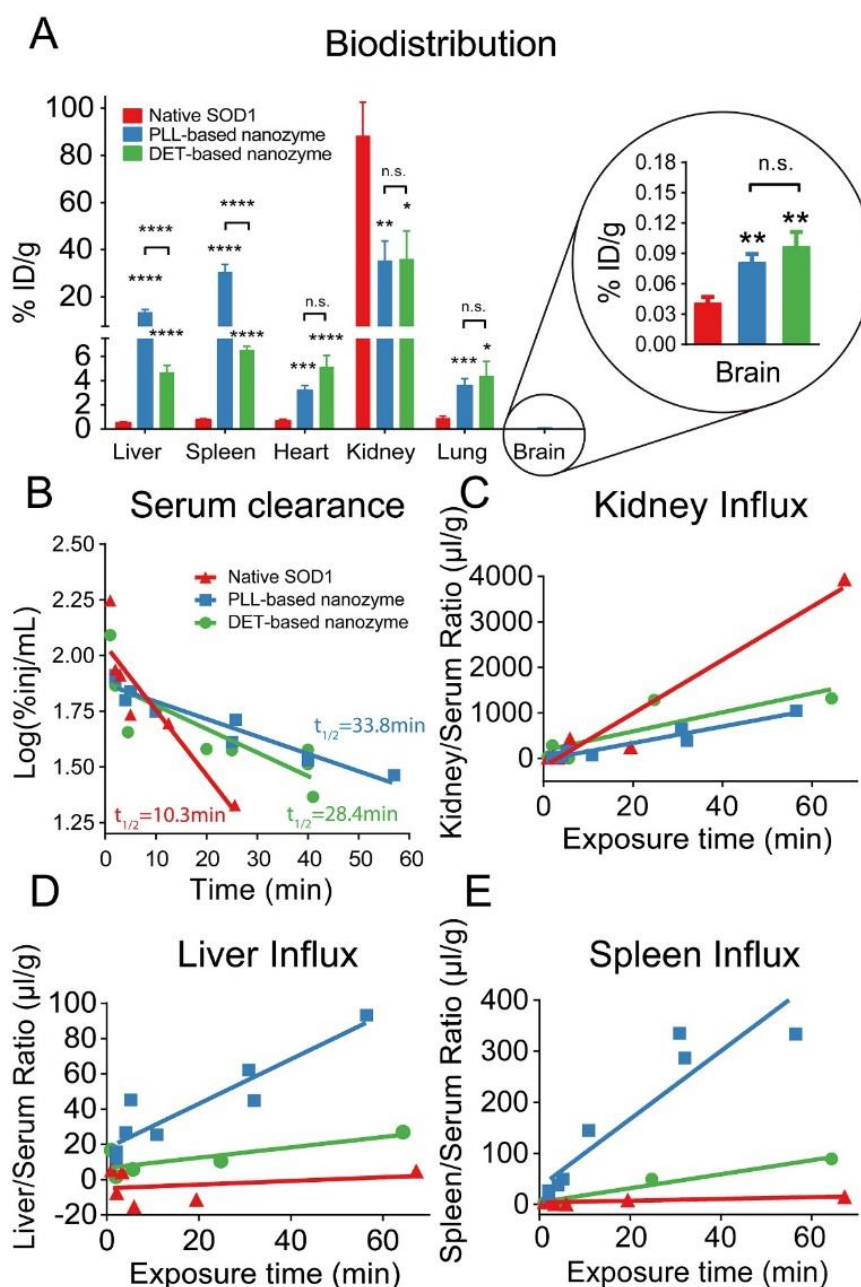 A
Biodistribution
% ID/g
100
80
60
40
20
6
4
2
0
Native SOD1
PLL-based nanozyme
DET-based nanozyme
****
****
****
****
****
****
n.s.
***
****
n.s.
**
*
n.s.
***
*
Liver
Spleen
Heart
Kidney
Lung
Brain
% ID/g
0.18
0.15
0.12
0.09
0.06
0.03
0.00
n.s.
**
**
Brain
B
Serum clearance
Log(%inj/mL)
2.50
2.25
2.00
1.75
1.50
1.25
Native SOD1
PLL-based nanozyme
DET-based nanozyme
t1/2=33.8min
t1/2=10.3min
t1/2=28.4min
0 10 20 30 40 50 60
Time (min)
C
Kidney Influx
Kidney/Serum Ratio (µl/g)
4000
3000
2000
1000
0
0 20 40 60
Exposure time (min)
D
Liver Influx
Liver/Serum Ratio (µl/g)
100
80
60
40
20
0
-20
0 20 40 60
Exposure time (min)
E
Spleen Influx
Spleen/Serum Ratio (µl/g)
400
300
200
100
0
0 20 40 60
Exposure time (min)